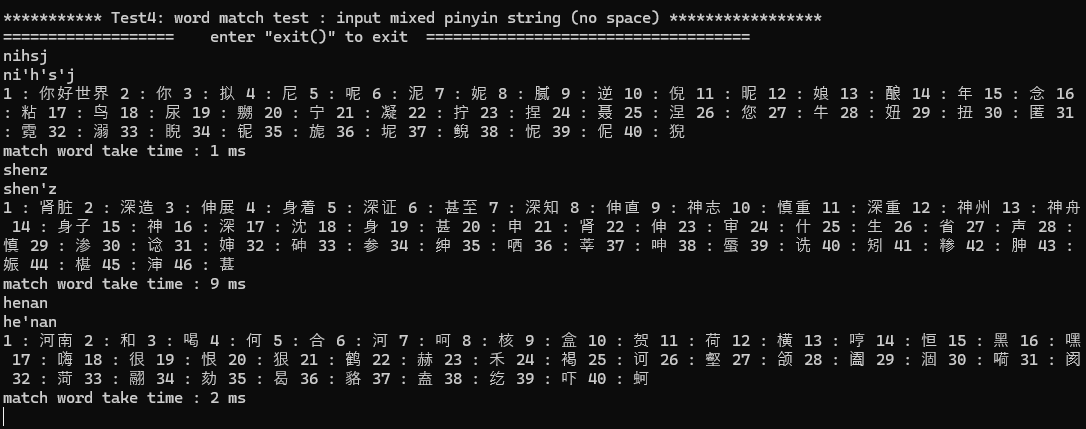 *********** Test4: word match test : input mixed pinyin string (no space) *****************
===================    enter "exit()" to exit  ====================================
nihsj
ni'h's'j
1 : 你好世界 2 : 你 3 : 拟 4 : 尼 5 : 呢 6 : 泥 7 : 妮 8 : 腻 9 : 逆 10 : 倪 11 : 昵 12 : 娘 13 : 酿 14 : 年 15 : 念 16
: 粘 17 : 鸟 18 : 尿 19 : 嬲 20 : 宁 21 : 凝 22 : 拧 23 : 捏 24 : 聂 25 : 涅 26 : 您 27 : 牛 28 : 妞 29 : 扭 30 : 匿 31
: 霓 32 : 溺 33 : 睨 34 : 铌 35 : 旎 36 : 坭 37 : 鲵 38 : 怩 39 : 伲 40 : 猊
match word take time : 1 ms
shenz
shen'z
1 : 肾脏 2 : 深造 3 : 伸展 4 : 身着 5 : 深证 6 : 甚至 7 : 深知 8 : 伸直 9 : 神志 10 : 慎重 11 : 深重 12 : 神州 13 : 神舟
14 : 身子 15 : 神 16 : 深 17 : 沈 18 : 身 19 : 甚 20 : 申 21 : 肾 22 : 伸 23 : 审 24 : 什 25 : 生 26 : 省 27 : 声 28 :
慎 29 : 渗 30 : 谂 31 : 婶 32 : 砷 33 : 参 34 : 绅 35 : 哂 36 : 莘 37 : 呻 38 : 蜃 39 : 诜 40 : 矧 41 : 糁 42 : 胂 43 :
娠 44 : 椹 45 : 渖 46 : 葚
match word take time : 9 ms
henan
he'nan
1 : 河南 2 : 和 3 : 喝 4 : 何 5 : 合 6 : 河 7 : 呵 8 : 核 9 : 盒 10 : 贺 11 : 荷 12 : 横 13 : 哼 14 : 恒 15 : 黑 16 : 嘿
17 : 嗨 18 : 很 19 : 恨 20 : 狠 21 : 鹤 22 : 赫 23 : 禾 24 : 褐 25 : 诃 26 : 壑 27 : 颌 28 : 阖 29 : 涸 30 : 嗬 31 : 阂
32 : 菏 33 : 翮 34 : 劾 35 : 曷 36 : 貉 37 : 盍 38 : 纥 39 : 吓 40 : 蚵
match word take time : 2 ms